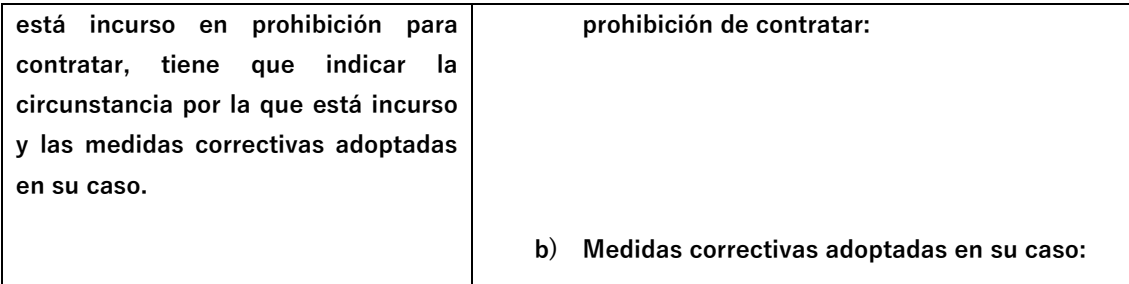 está incurso en prohibición para
contratar, tiene que indicar la
circunstancia por la que está incurso
y las medidas correctivas adoptadas
en su caso.
prohibición de contratar:
b) Medidas correctivas adoptadas en su caso: